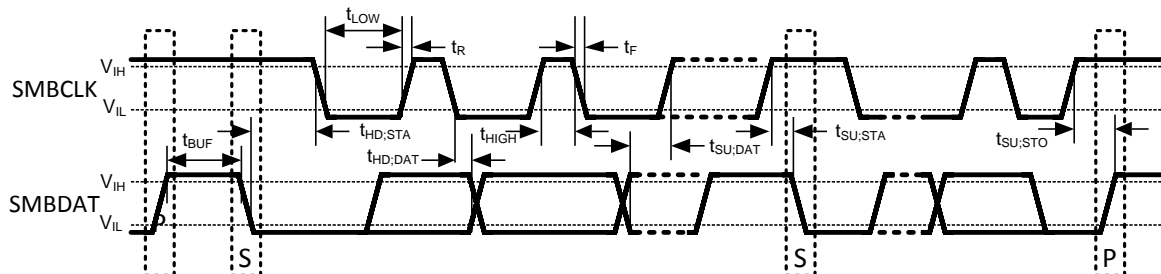 tLOW
tR
tF
VIH
SMBCLK
VIL
tBUF
tHD;STA
tHIGH
tSU;DAT
tSU;STA
tSU;STO
tHD;DAT
VIH
SMBDAT
VIL
P
S
S
P